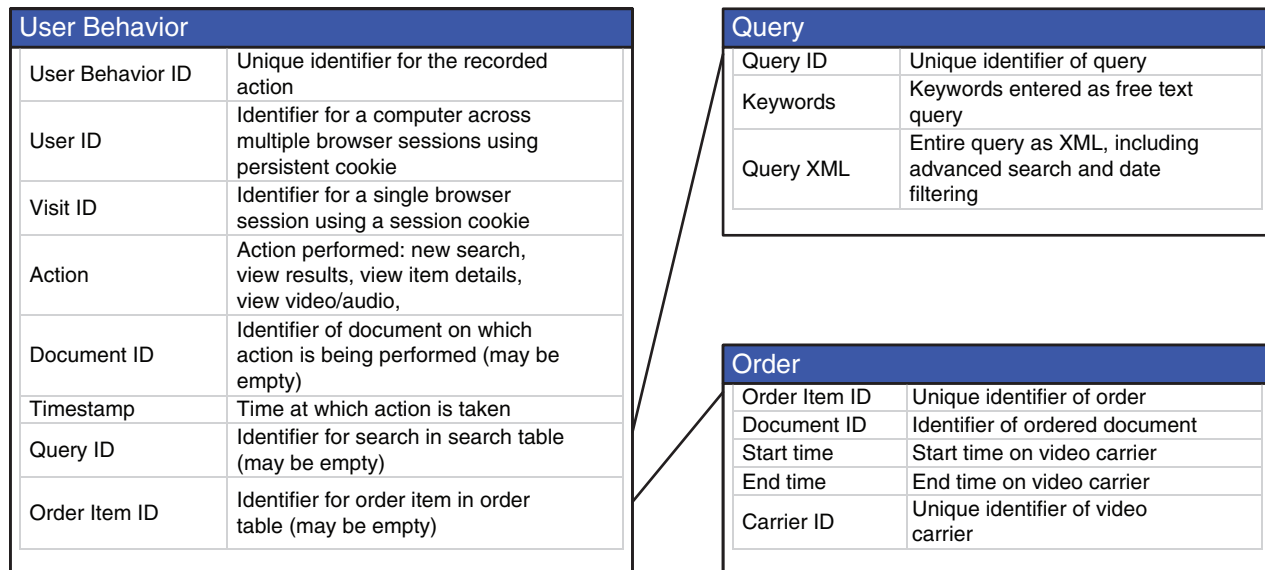 User Behavior
User Behavior ID
Unique identifier for the recorded
action
User ID
Identifier for a computer across
multiple browser sessions using
persistent cookie
Visit ID
Identifier for a single browser
session using a session cookie
Action
Action performed: new search,
view results, view item details,
view video/audio,
Document ID
Identifier of document on which
action is being performed (may be
empty)
Timestamp
Time at which action is taken
Query ID
Identifier for search in search table
(may be empty)
Order Item ID
Identifier for order item in order
table (may be empty)
Query
Query ID
Unique identifier of query
Keywords
Keywords entered as free text
query
Query XML
Entire query as XML, including
advanced search and date
filtering
Order
Order Item ID
Unique identifier of order
Document ID
Identifier of ordered document
Start time
Start time on video carrier
End time
End time on video carrier
Carrier ID
Unique identifier of video
carrier